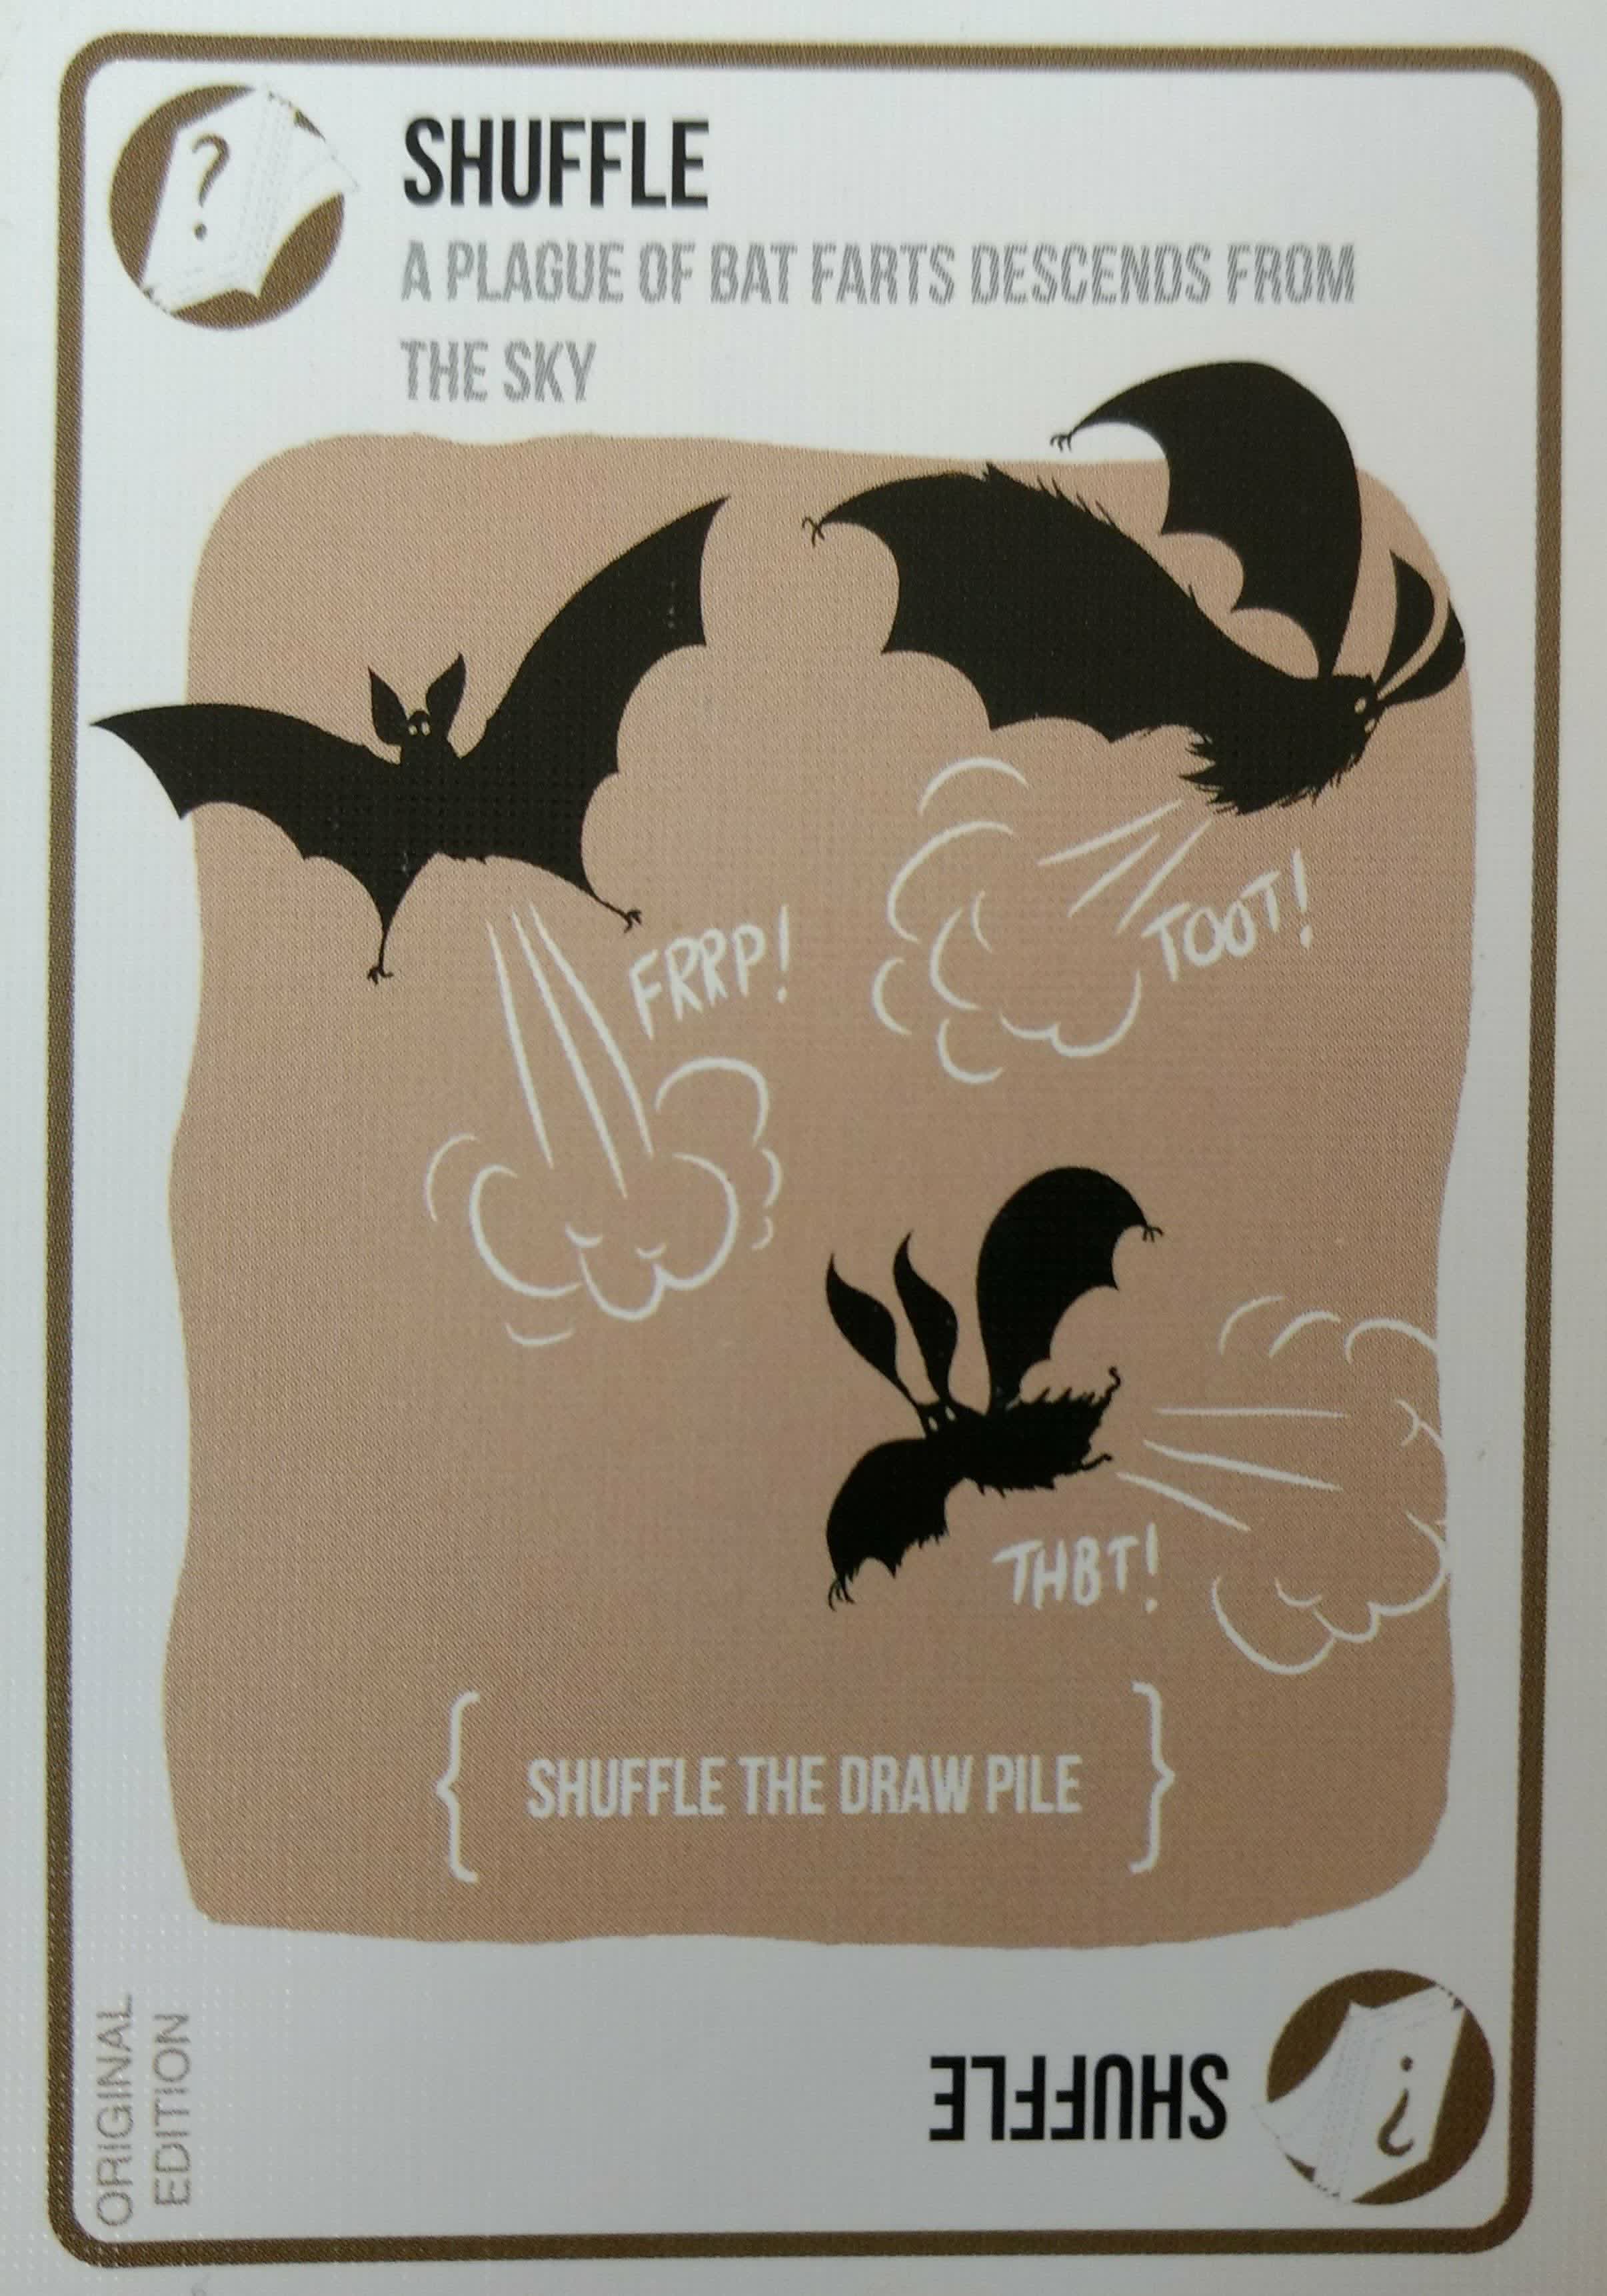 ?
SHUFFLE
A PLAGUE OF BAT FARTS DESCENDS FROM
THE SKY
FRRP!
TOOT!
THBT!
{ SHUFFLE THE DRAW PILE }
ORIGINAL
EDITION
SHUFFLE
?